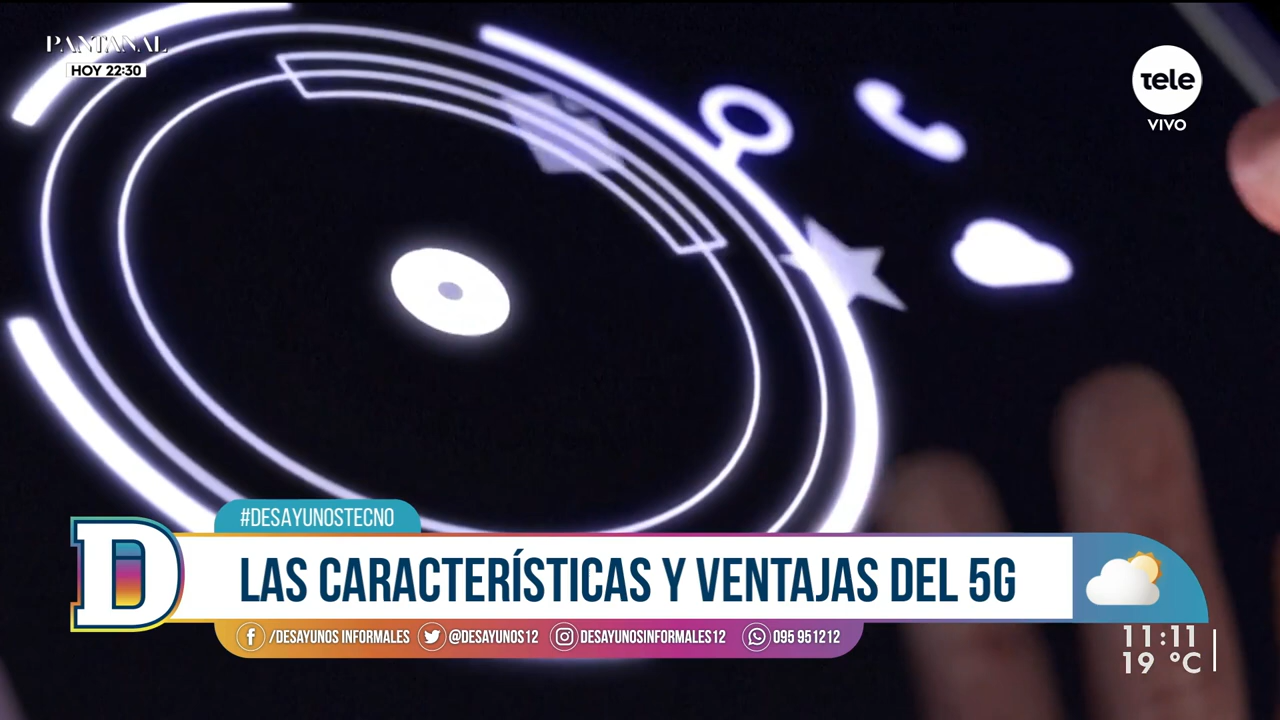 PANTANAL
HOY 22:30
tele
VIVO
#DESAYUNOSTECNO
D
LAS CARACTERÍSTICAS Y VENTAJAS DEL 5G
/DESAYUNOS INFORMALES @DESAYUNOS12 DESAYUNOSINFORMALES12 095 951212
11:11
19 °C